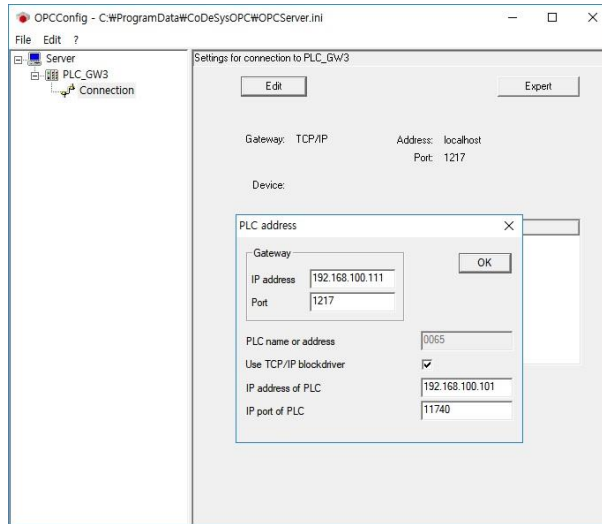 OPCConfig - C:₩ProgramData₩CoDeSysOPC₩OPCServer.ini
File Edit ?
Server
PLC_GW3
Connection
Settings for connection to PLC_GW3
Edit
Expert
Gateway: TCP/IP
Address: localhost
Port: 1217
Device:
PLC address
Gateway
IP address 192.168.100.111
Port 1217
OK
PLC name or address 0065
Use TCP/IP blockdriver
IP address of PLC 192.168.100.101
IP port of PLC 11740